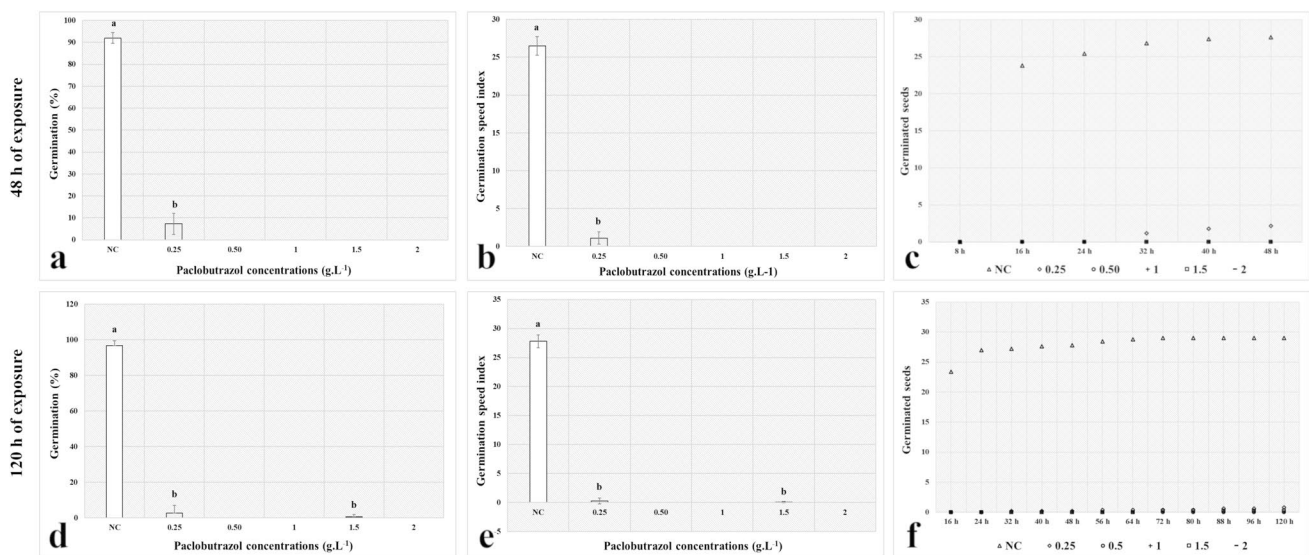 48 h of exposure
100
90
80
70
60
50
40
30
20
10
0
Germination (%)
a
b
NC 0.25 0.50 1 1.5 2
Paclobutrazol concentrations (g.L-1)
a
30
25
20
15
10
5
0
Germination speed index
a
b
NC 0.25 0.50 1 1.5 2
Paclobutrazol concentrations (g.L-1)
b
35
30
25
20
15
10
5
0
Germinated seeds
8 h 16 h 24 h 32 h 40 h 48 h
△ NC ◇ 0.25 ○ 0.50 + 1 □ 1.5 - 2
c
120 h of exposure
120
100
80
60
40
20
0
Germination (%)
a
b
b
NC 0.25 0.50 1 1.5 2
Paclobutrazol concentrations (g.L-1)
d
35
30
25
20
15
10
5
0
5
Germination speed index
a
b
b
NC 0.25 0.50 1 1.5 2
Paclobutrazol concentrations (g.L-1)
e
35
30
25
20
15
10
5
0
Germinated seeds
16 h 24 h 32 h 40 h 48 h 56 h 64 h 72 h 80 h 88 h 96 h 120 h
△ NC ◇ 0.25 ○ 0.5 + 1 □ 1.5 - 2
f